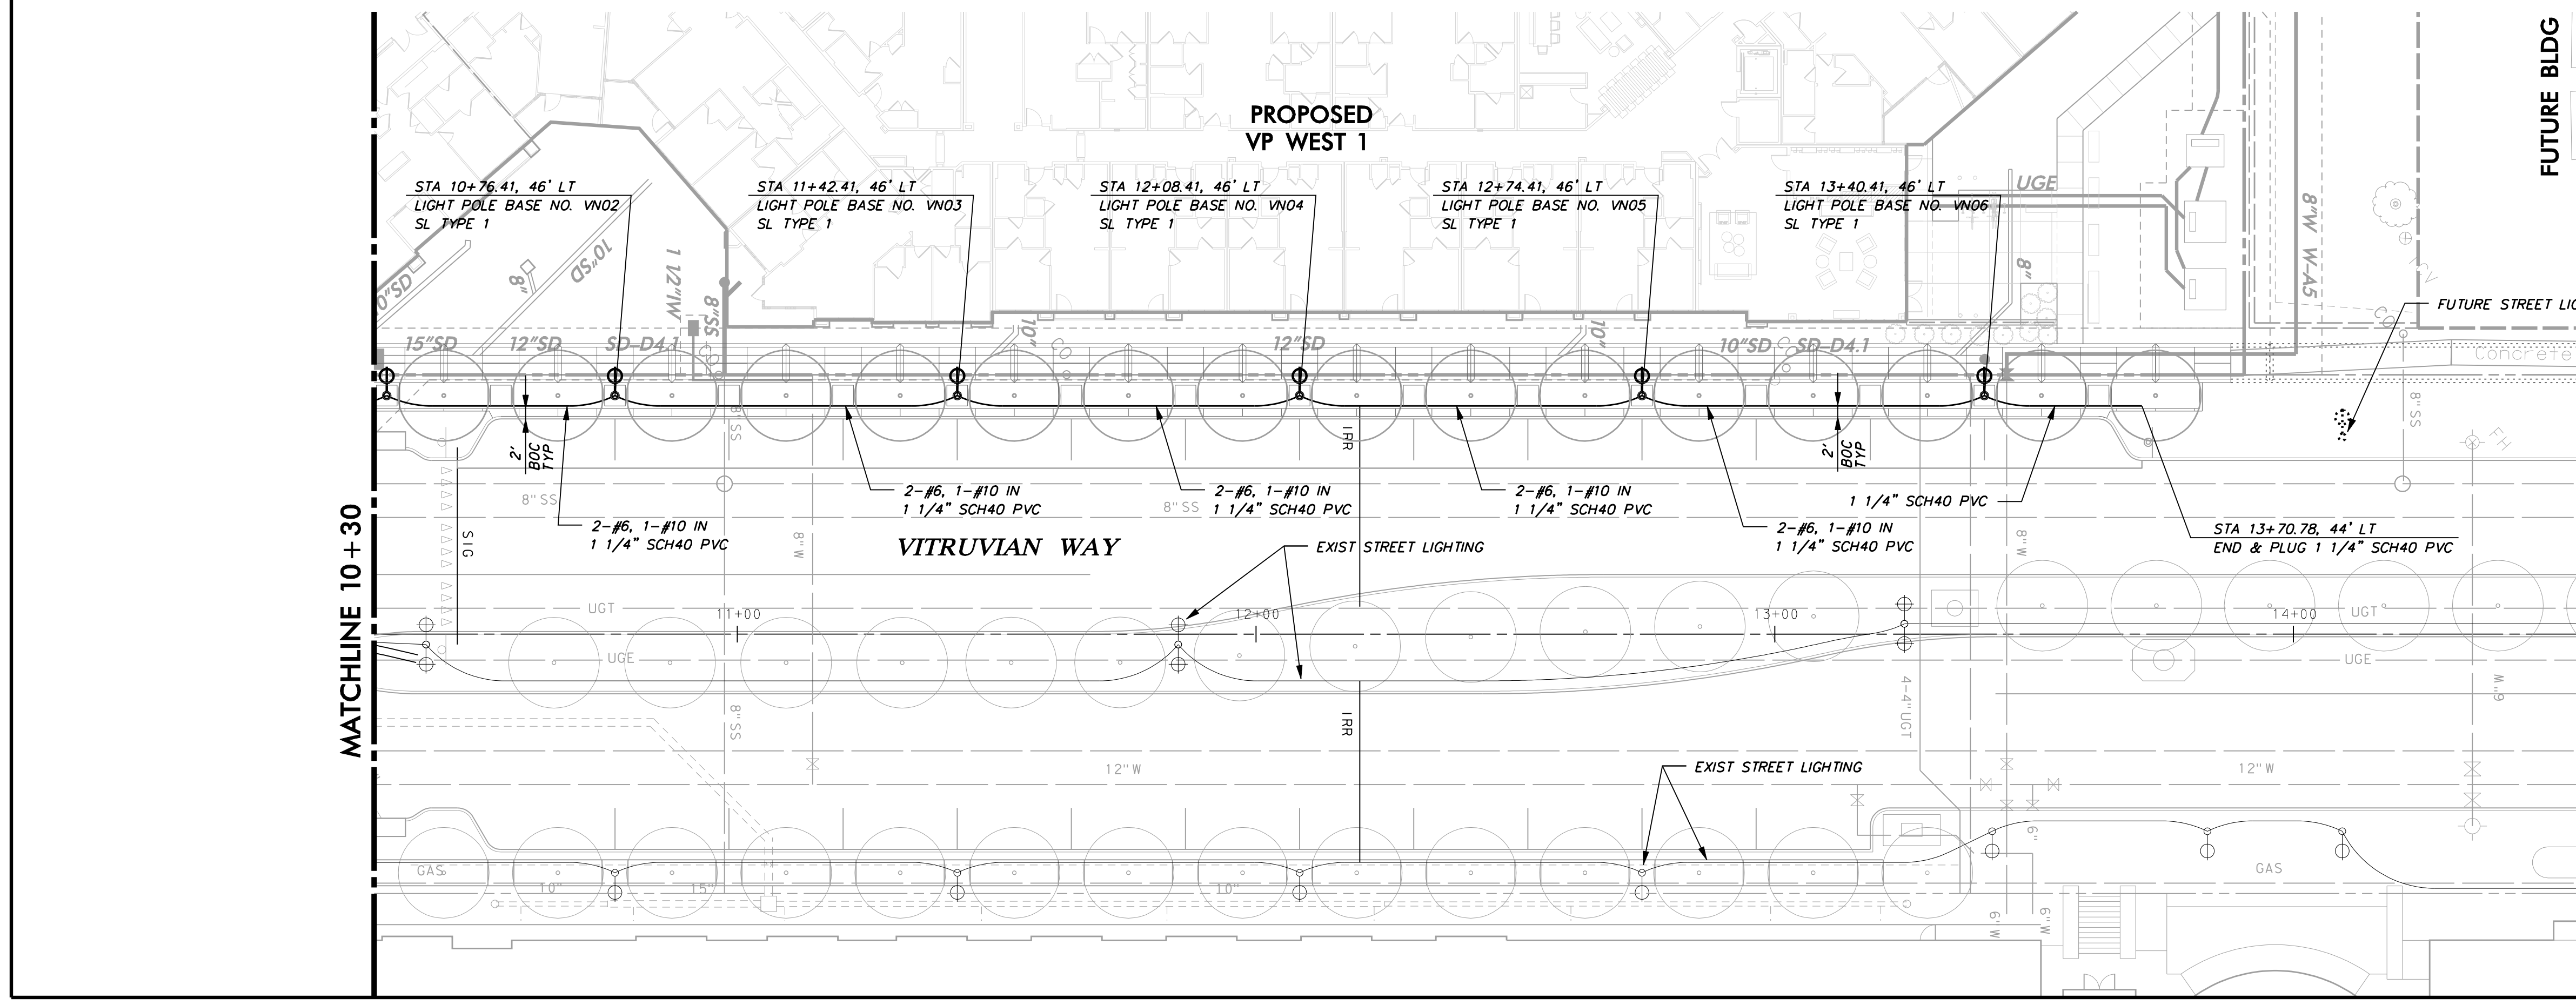 PROPOSED
VP WEST 1
FUTURE BLDG
STA 10+76.41, 46' LT
LIGHT POLE BASE NO. VN02
SL TYPE 1
STA 11+42.41, 46' LT
LIGHT POLE BASE NO. VN03
SL TYPE 1
STA 12+08.41, 46' LT
LIGHT POLE BASE NO. VN04
SL TYPE 1
STA 12+74.41, 46' LT
LIGHT POLE BASE NO. VN05
SL TYPE 1
STA 13+40.41, 46' LT
LIGHT POLE BASE NO. VN06
SL TYPE 1
UGE
8"W W-A5
10"SD
8"
0"SD
1 1/2"W
8"SS
8"
10"
10"
CO
FUTURE STREET LIG
15"SD
12"SD
SD-D4.1
12"SD
10"SD
SD-D4.1
CO
Concrete
8"SS
8"SS
FH
2'
BOC
TYP
2'
BOC
TYP
IRR
8"SS
2-#6, 1-#10 IN
1 1/4" SCH40 PVC
2-#6, 1-#10 IN
1 1/4" SCH40 PVC
8"SS
2-#6, 1-#10 IN
1 1/4" SCH40 PVC
2-#6, 1-#10 IN
1 1/4" SCH40 PVC
2-#6, 1-#10 IN
1 1/4" SCH40 PVC
1 1/4" SCH40 PVC
STA 13+70.78, 44' LT
END & PLUG 1 1/4" SCH40 PVC
MATCHLINE 10+30
SIG
8"W
8"W
VITRUVIAN WAY
EXIST STREET LIGHTING
UGT
11+00
12+00
13+00
14+00
UGT
UGE
UGE
8"SS
IRR
4-4"UGT
6"W
12"W
EXIST STREET LIGHTING
12"W
GAS
10"
15"
10"
6"
GAS
6"W
6"W